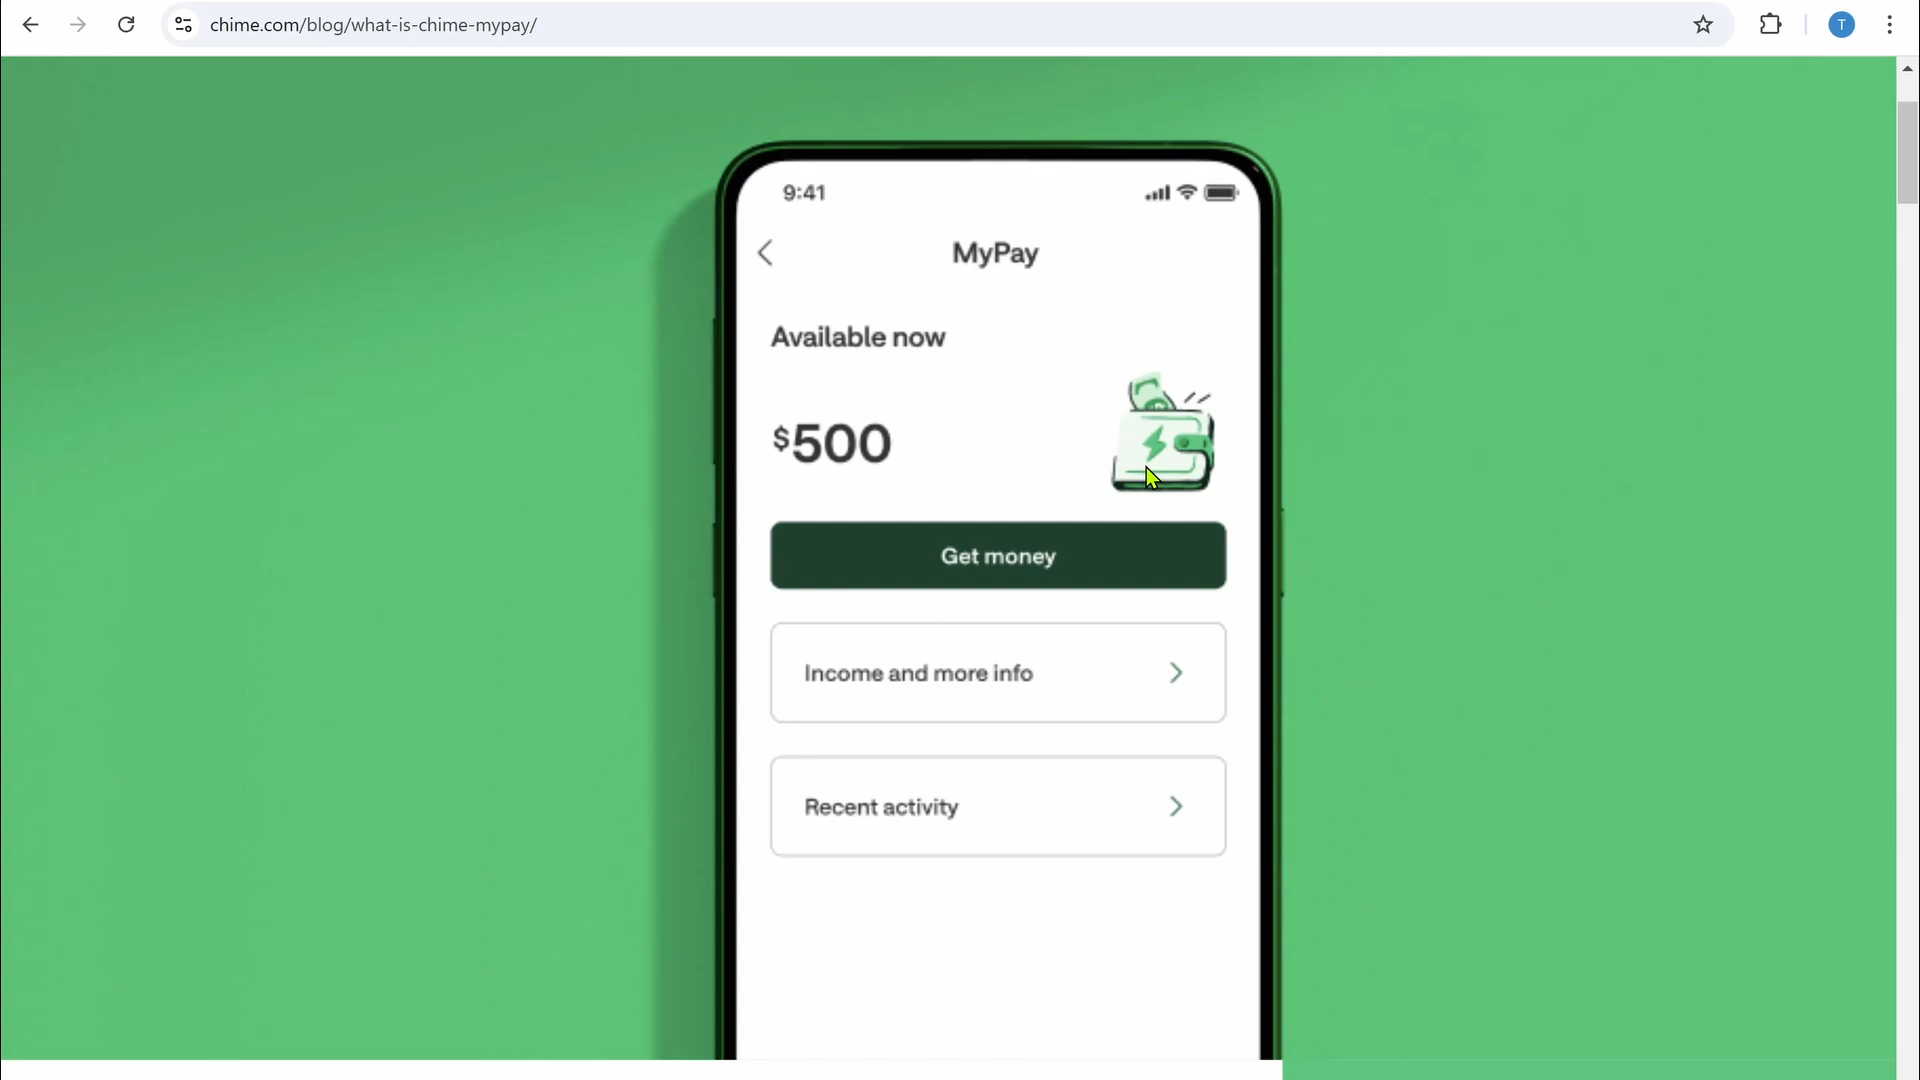 chime.com/blog/what-is-chime-mypay/
T
9:41
MyPay
Available now
$500
Get money
Income and more info
Recent activity